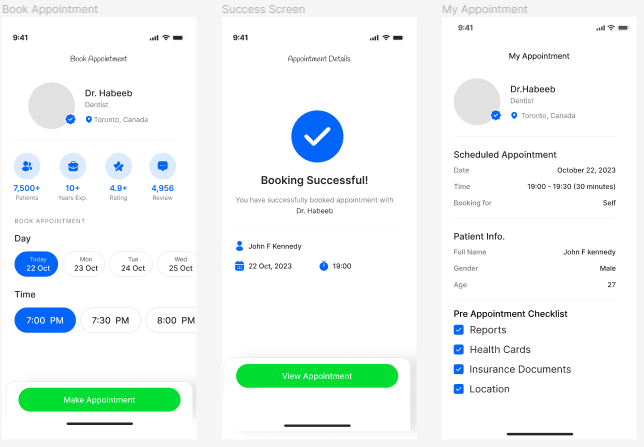 Book Appointment
9:41
Book Appointment
Dr. Habeeb
Dentist
Toronto, Canada
7,500+
Patients
10+
Years Exp.
4.9+
Rating
4,956
Review
BOOK APPOINTMENT
Day
Today
22 Oct
Mon
23 Oct
Tue
24 Oct
Wed
25 Oct
Time
7:00 PM
7:30 PM
8:00 PM
Make Appointment
Success Screen
9:41
Appointment Details
Booking Successful!
You have successfully booked appointment with
Dr. Habeeb
John F Kennedy
22 Oct, 2023
19:00
View Appointment
My Appointment
9:41
My Appointment
Dr.Habeeb
Dentist
Toronto, Canada
Scheduled Appointment
Date October 22, 2023
Time 19:00 - 19:30 (30 minutes)
Booking for Self
Patient Info.
Full Name John F kennedy
Gender Male
Age 27
Pre Appointment Checklist
Reports
Health Cards
Insurance Documents
Location